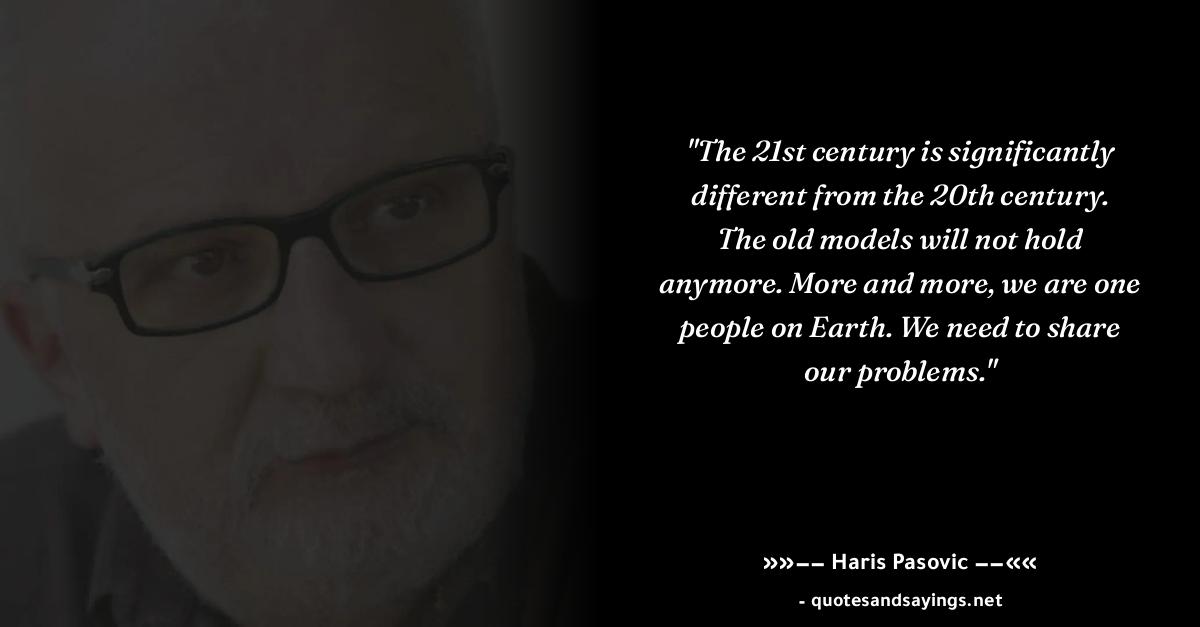 "The 21st century is significantly
different from the 20th century.
The old models will not hold
anymore. More and more, we are one
people on Earth. We need to share
our problems."
»»−− Haris Pasovic −−««
- quotesandsayings.net